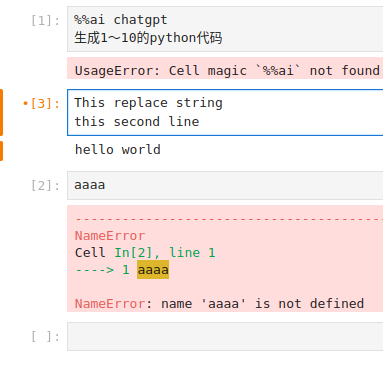 [1]: %%ai chatgpt
生成1～10的python代码
UsageError: Cell magic `%%ai` not found
•[3]: This replace string
this second line
hello world
[2]: aaaa
---------------------------------------
NameError
Cell In[2], line 1
----> 1 aaaa
NameError: name 'aaaa' is not defined
[ ]: